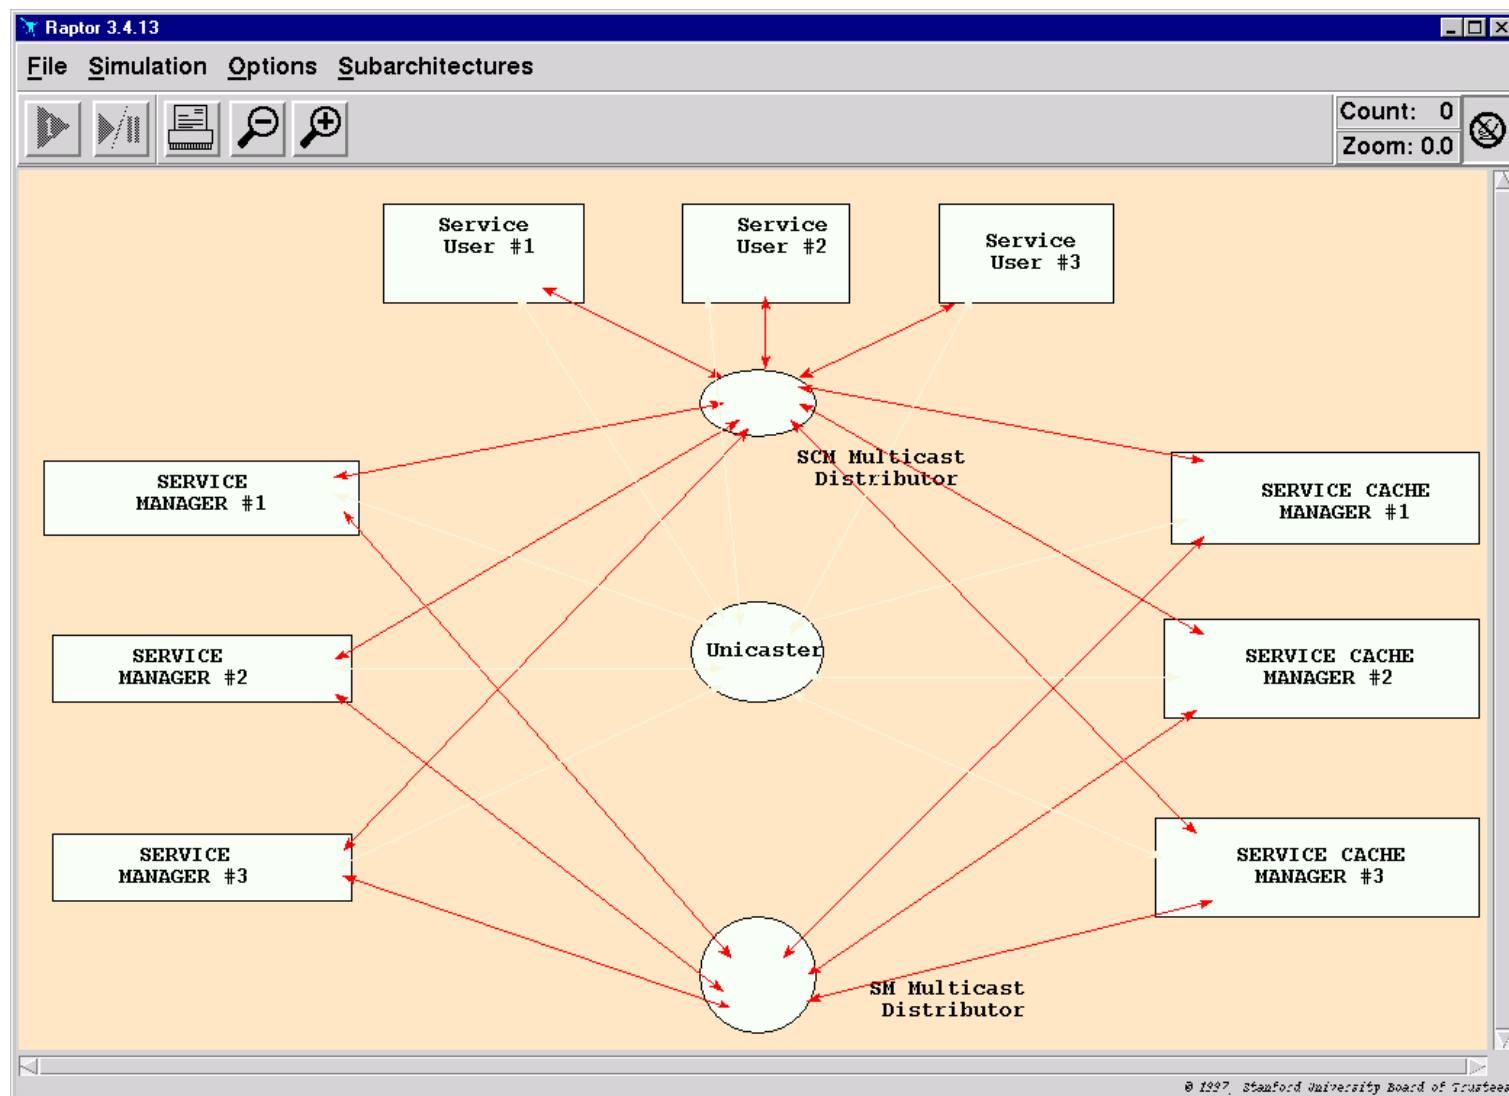 Raptor 3.4.13
File Simulation Options Subarchitectures
Count: 0
Zoom: 0.0
Service
User #1
Service
User #2
Service
User #3
SCM Multicast
Distributor
SERVICE
MANAGER #1
SERVICE CACHE
MANAGER #1
Unicaster
SERVICE
MANAGER #2
SERVICE CACHE
MANAGER #2
SERVICE
MANAGER #3
SERVICE CACHE
MANAGER #3
SM Multicast
Distributor
© 1997, Stanford University Board of Trustees